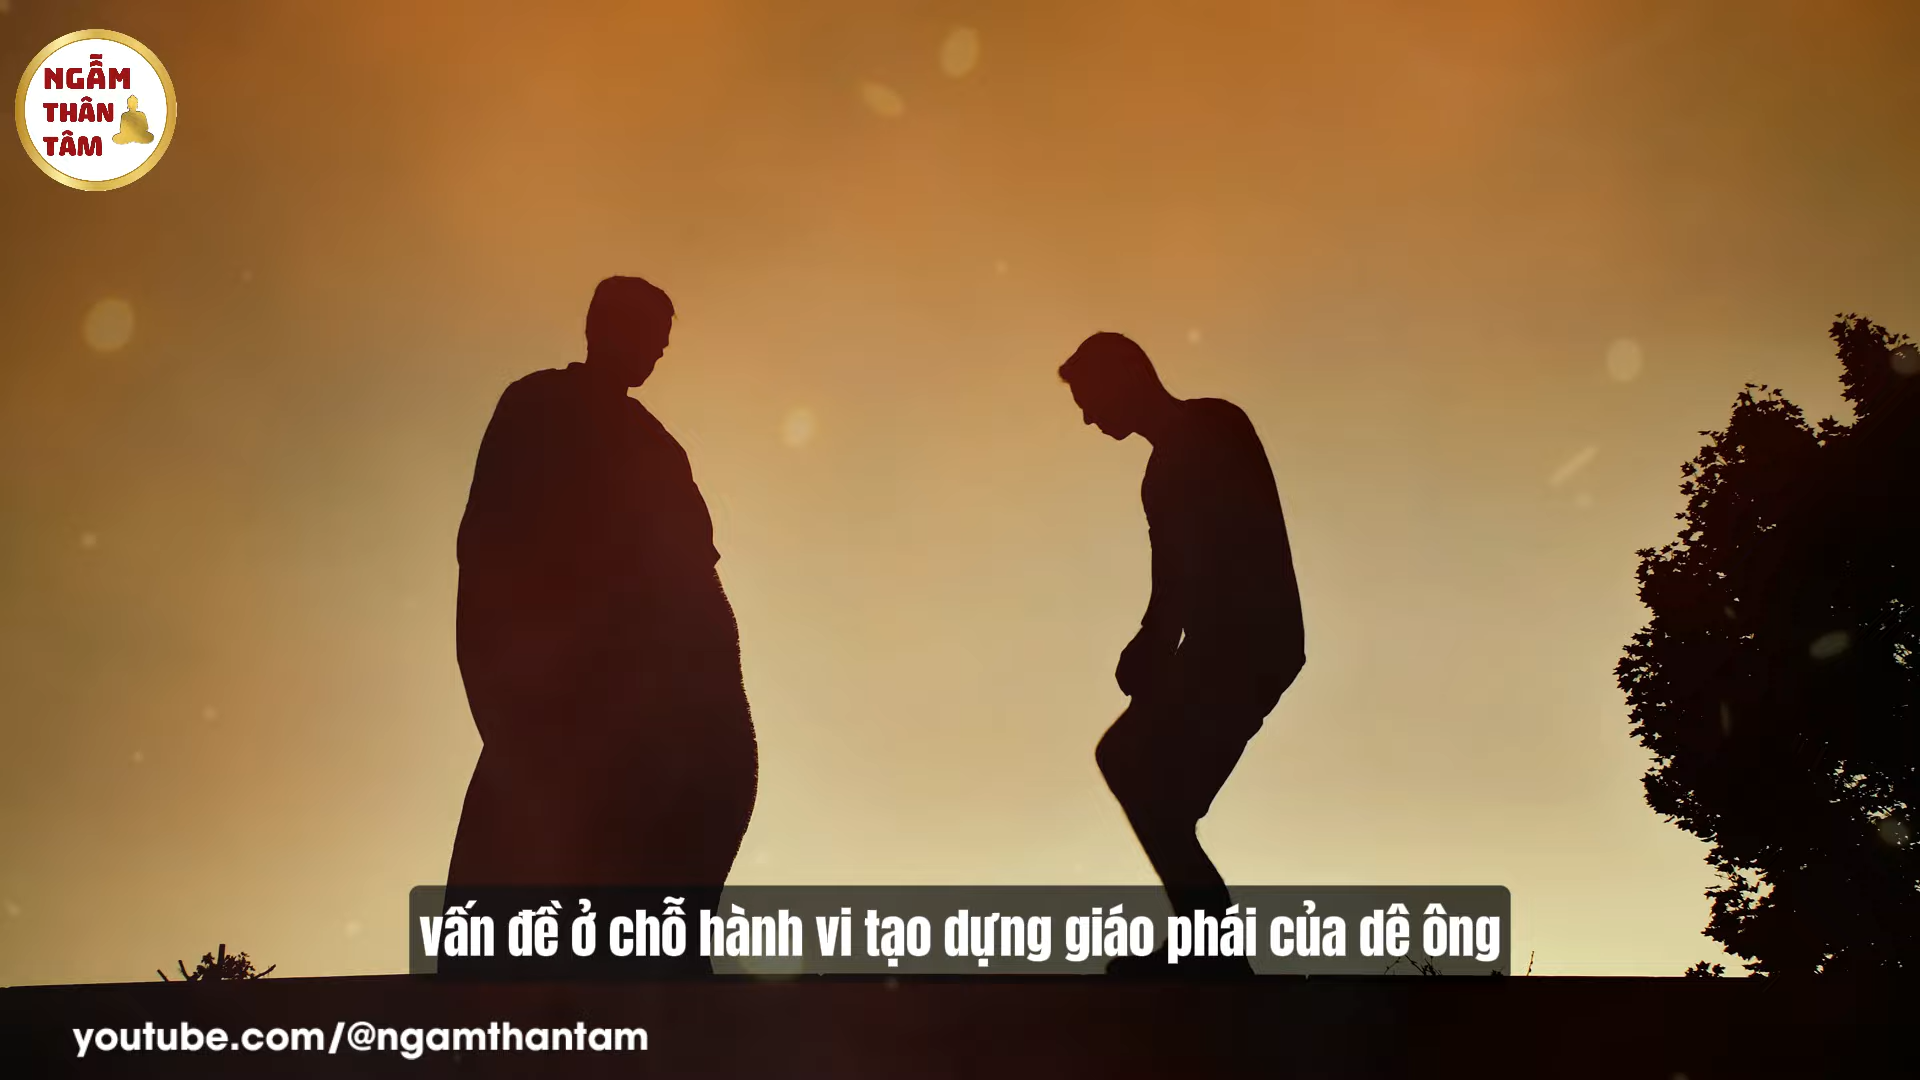 NGẪM
THÂN
TÂM
vấn đề ở chỗ hành vi tạo dựng giáo phái của dê ông
youtube.com/@ngamthantam